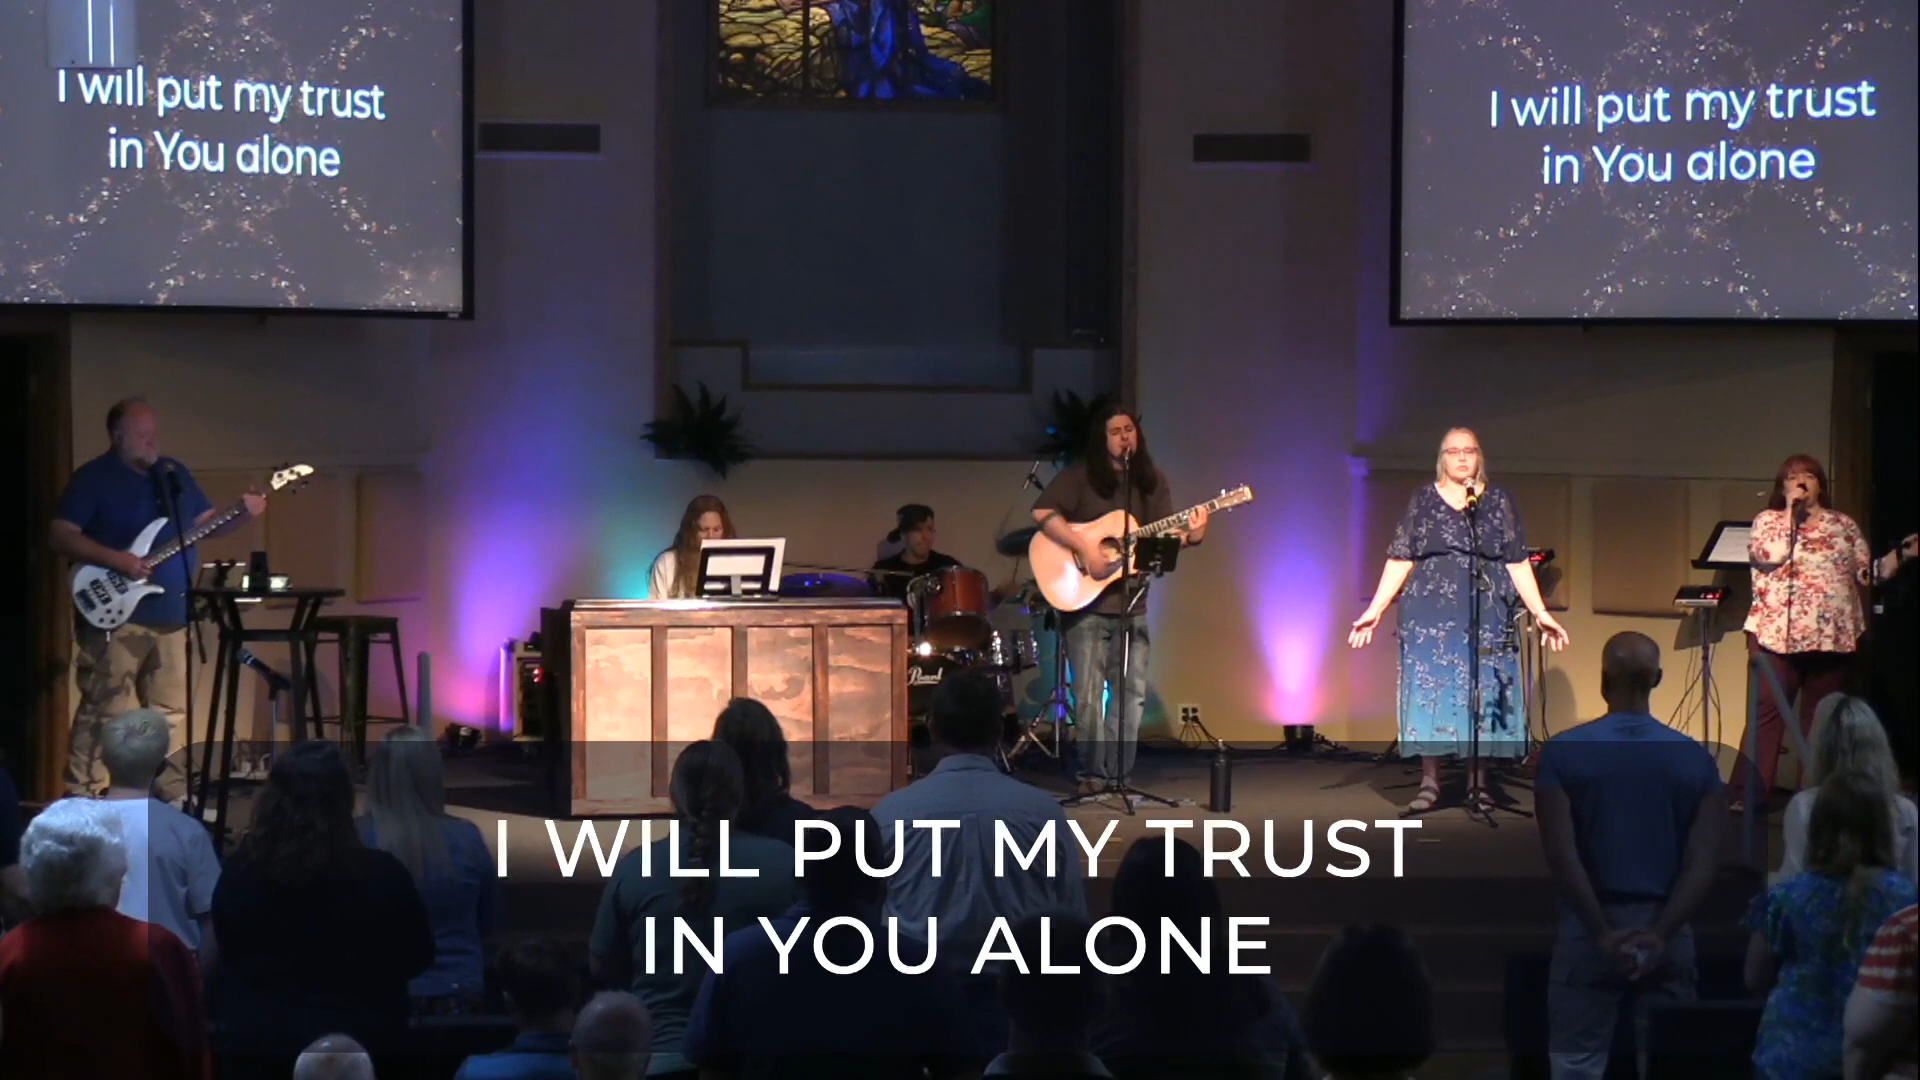 I will put my trust
in You alone
I will put my trust
in You alone
Pearl
I WILL PUT MY TRUST
IN YOU ALONE